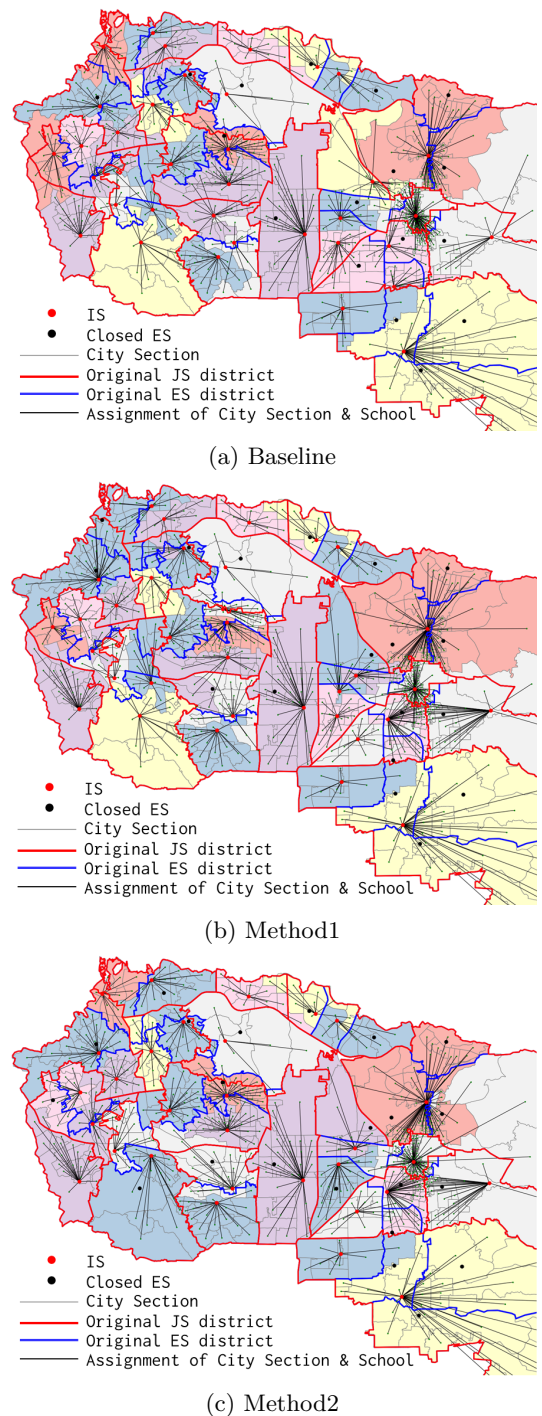 IS
Closed ES
City Section
Original JS district
Original ES district
Assignment of City Section & School
(a) Baseline
IS
Closed ES
City Section
Original JS district
Original ES district
Assignment of City Section & School
(b) Method1
IS
Closed ES
City Section
Original JS district
Original ES district
Assignment of City Section & School
(c) Method2